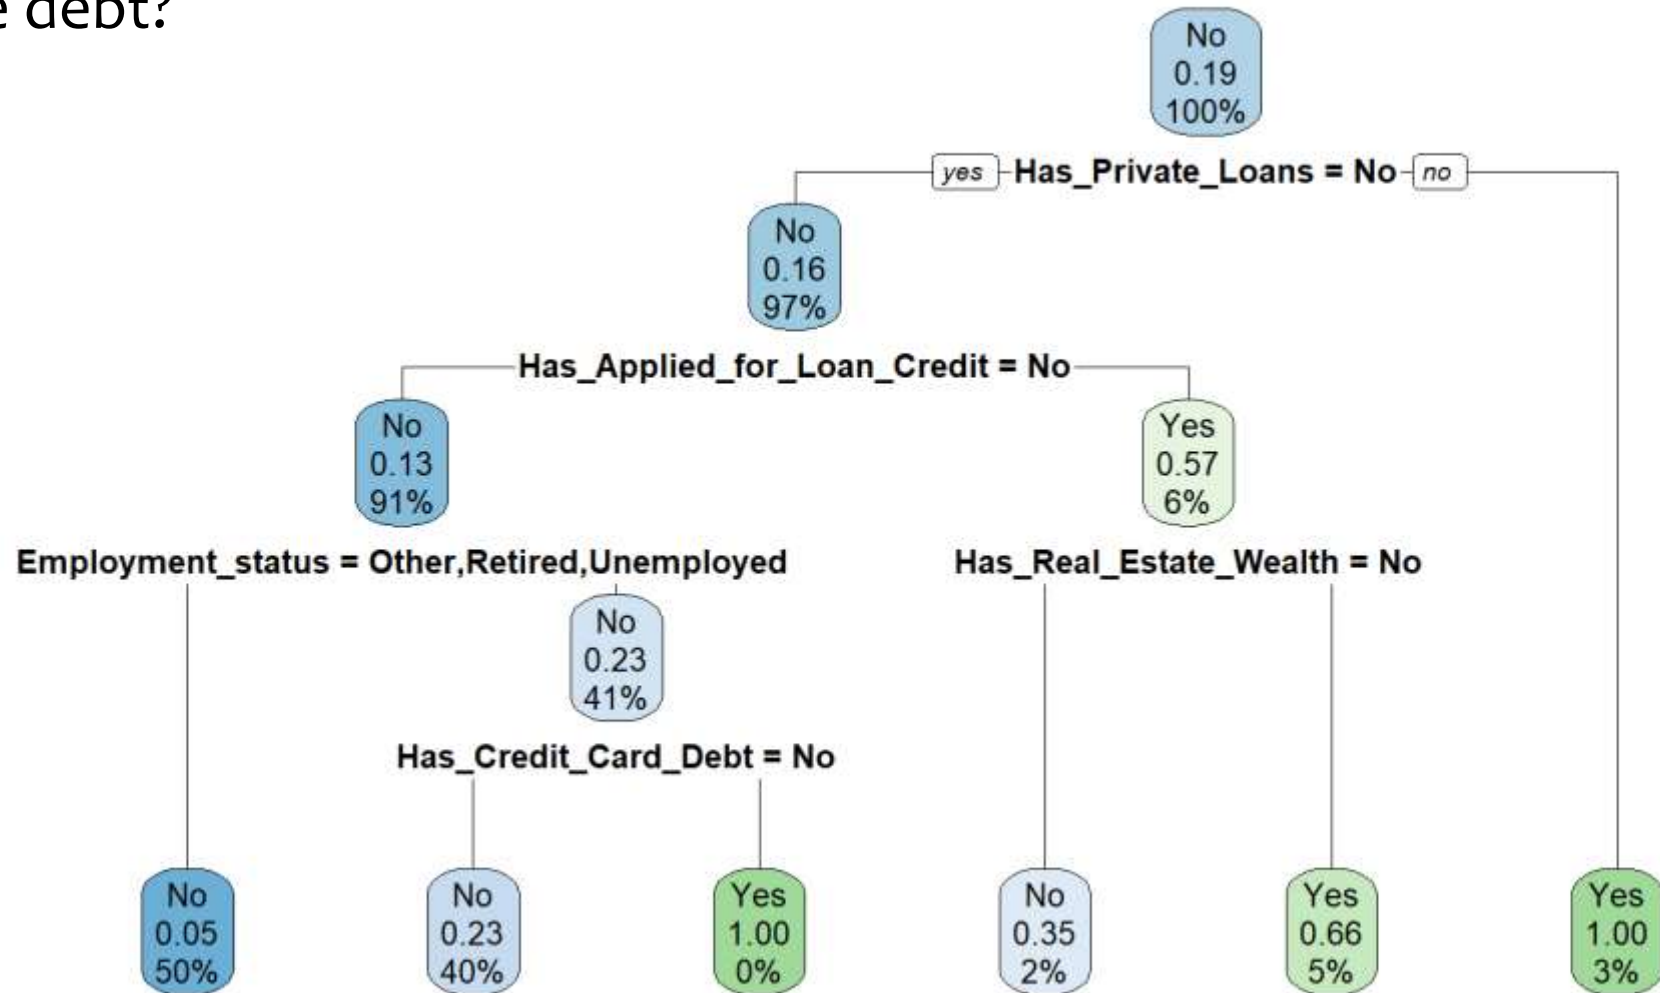 e debt?
No
0.19
100%
yes Has_Private_Loans = No no
No
0.16
97%
Has_Applied_for_Loan_Credit = No
No
0.13
91%
Yes
0.57
6%
Employment_status = Other,Retired,Unemployed
Has_Real_Estate_Wealth = No
No
0.23
41%
Has_Credit_Card_Debt = No
No
0.05
50%
No
0.23
40%
Yes
1.00
0%
No
0.35
2%
Yes
0.66
5%
Yes
1.00
3%